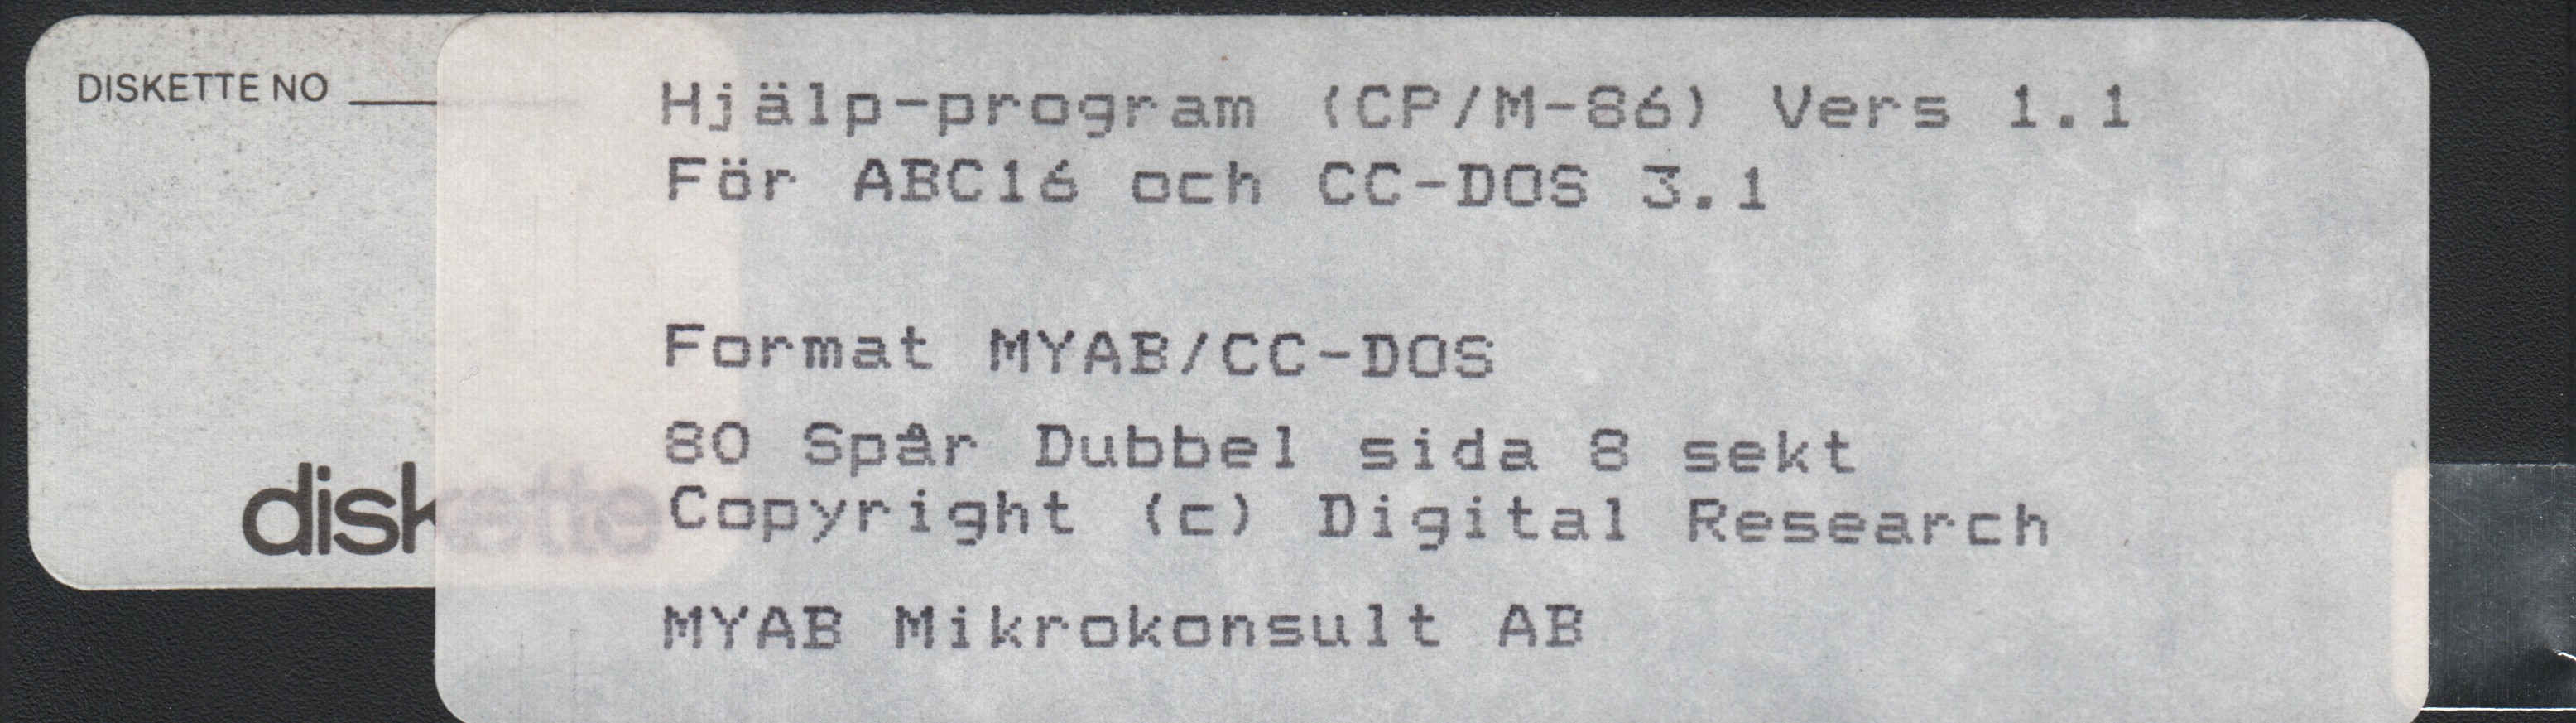 DISKETTE NO
Hjälp-program (CP/M-86) Vers 1.1
För ABC16 och CC-DOS 3.1
Format MYAB/CC-DOS
80 Spår Dubbel sida 8 sekt
diskette
Copyright (c) Digital Research
MYAB Mikrokonsult AB